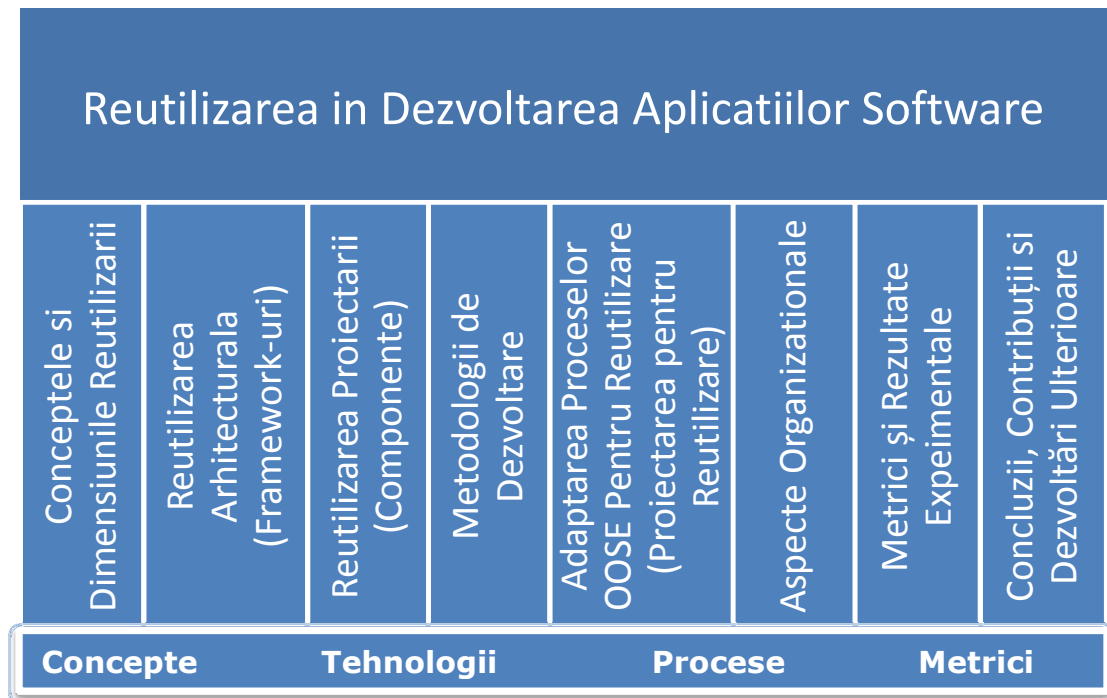 Reutilizarea in Dezvoltarea Aplicatiilor Software
Conceptele si
Dimensiunile Reutilizarii
Reutilizarea
Arhitecturala
(Framework-uri)
Reutilizarea Proiectarii
(Componente)
Metodologii de
Dezvoltare
Adaptarea Proceselor
OOSE Pentru Reutilizare
(Proiectarea pentru
Reutilizare)
Aspecte Organizationale
Metrici și Rezultate
Expeimentale
Concluzii, Contribuții si
Dezvoltări Ulterioare
Concepte Tehnologii Procese Metrici